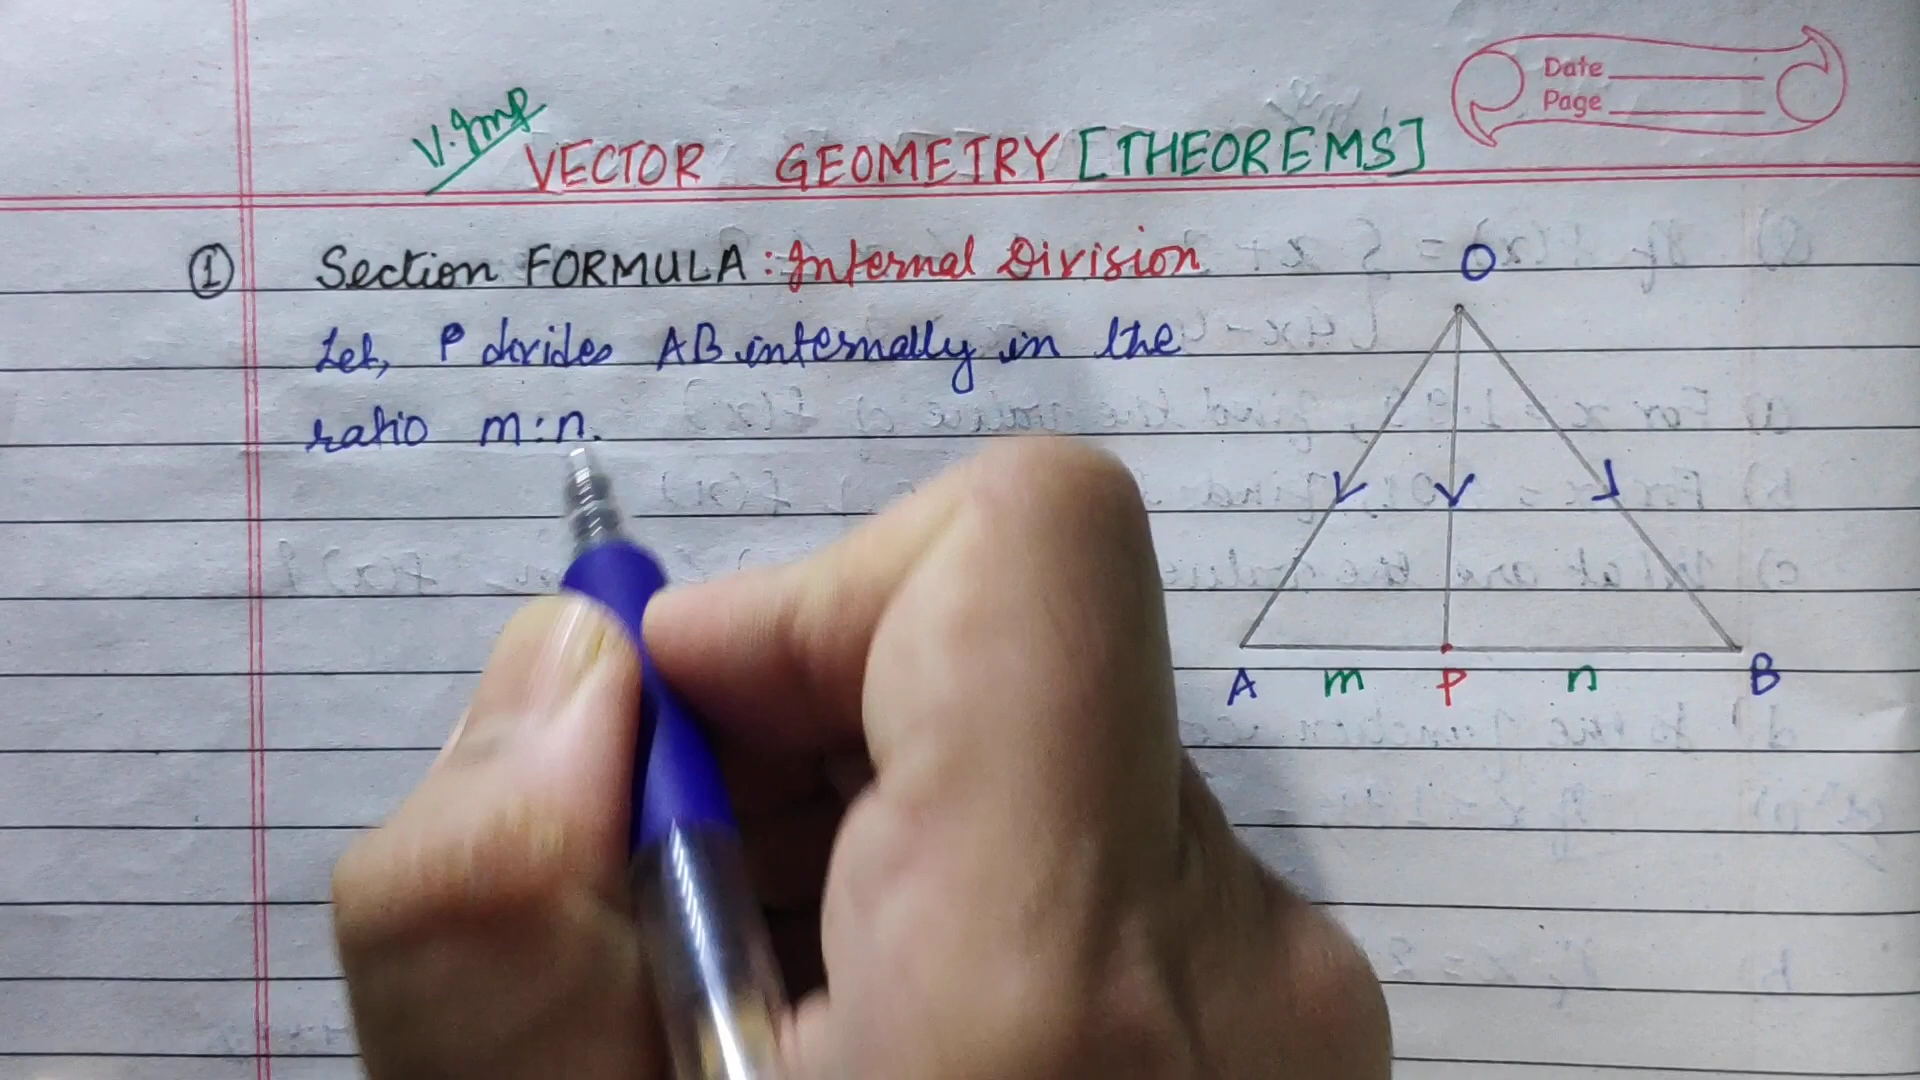 Date
Page
V. Imp
VECTOR GEOMETRY [THEOREMS]
① Section FORMULA: Internal Division
Let, P divides AB internally in the
ratio m:n.
O
A m P n B